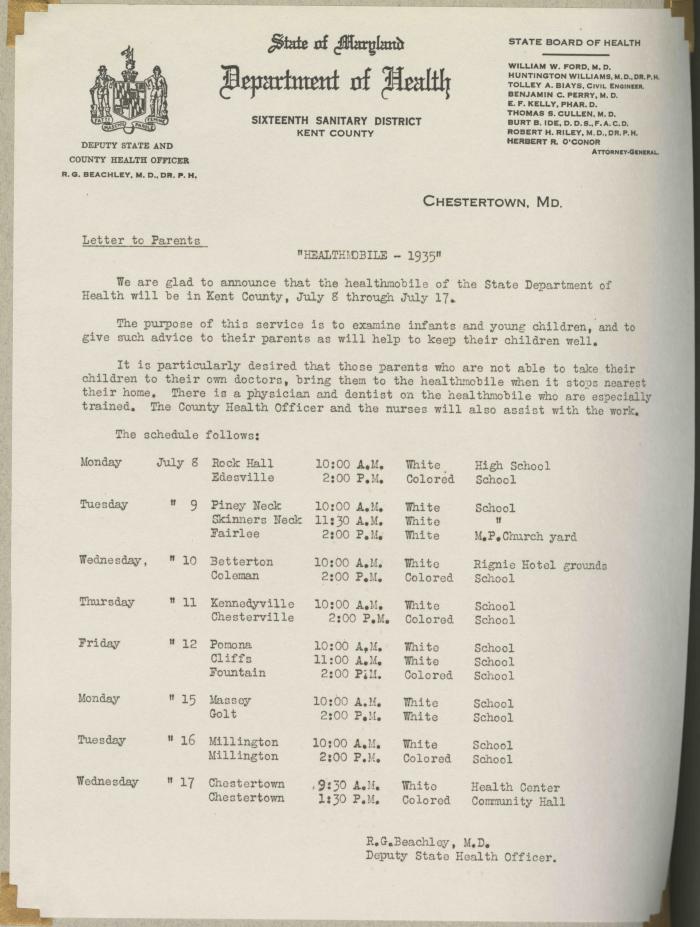 State of Maryland
Department of Health
SIXTEENTH SANITARY DISTRICT
KENT COUNTY
DEPUTY STATE AND
COUNTY HEALTH OFFICER
R. G. BEACHLEY, M. D., DR. P. H.
STATE BOARD OF HEALTH
WILLIAM W. FORD, M. D.
HUNTINGTON WILLIAMS, M.D., DR. P. H.
TOLLEY A. BIAYS, CIVIL ENGINEER.
BENJAMIN C. PERRY, M. D.
E. F. KELLY, PHAR. D.
THOMAS S. CULLEN, M. D.
BURT B. IDE, D. D. S., F. A. C. D.
ROBERT H. RILEY, M. D., DR. P. H.
HERBERT R. O'CONOR
ATTORNEY-GENERAL.
CHESTERTOWN, MD.
Letter to Parents
"HEALTHMOBILE - 1935"
We are glad to announce that the healthmobile of the State Department of
Health will be in Kent County, July 8 through July 17.
The purpose of this service is to examine infants and young children, and to
give such advice to their parents as will help to keep their children well.
It is particularly desired that those parents who are not able to take their
children to their own doctors, bring them to the healthmobile when it stops nearest
their home. There is a physician and dentist on the healthmobile who are especially
trained. The County Health Officer and the nurses will also assist with the work.
The schedule follows:
Monday July 8 Rock Hall 10:00 A.M. White High School
Edesville 2:00 P.M. Colored School
Tuesday " 9 Piney Neck 10:00 A.M. White School
Skinners Neck 11:30 A.M. White "
Fairlee 2:00 P.M. White M.P.Church yard
Wednesday, " 10 Betterton 10:00 A.M. White Rignie Hotel grounds
Coleman 2:00 P.M. Colored School
Thursday " 11 Kennedyville 10:00 A.M. White School
Chesterville 2:00 P.M. Colored School
Friday " 12 Pomona 10:00 A.M. White School
Cliffs 11:00 A.M. White School
Fountain 2:00 P.M. Colored School
Monday " 15 Massey 10:00 A.M. White School
Golt 2:00 P.M. White School
Tuesday " 16 Millington 10:00 A.M. White School
Millington 2:00 P.M. Colored School
Wednesday " 17 Chestertown 9:30 A.M. White Health Center
Chestertown 1:30 P.M. Colored Community Hall
R.G.Beachley, M.D.
Deputy State Health Officer.